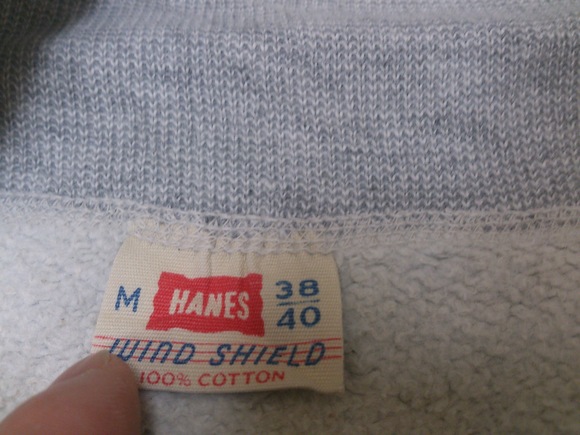 M HANES 38/40
WIND SHIELD
100% COTTON